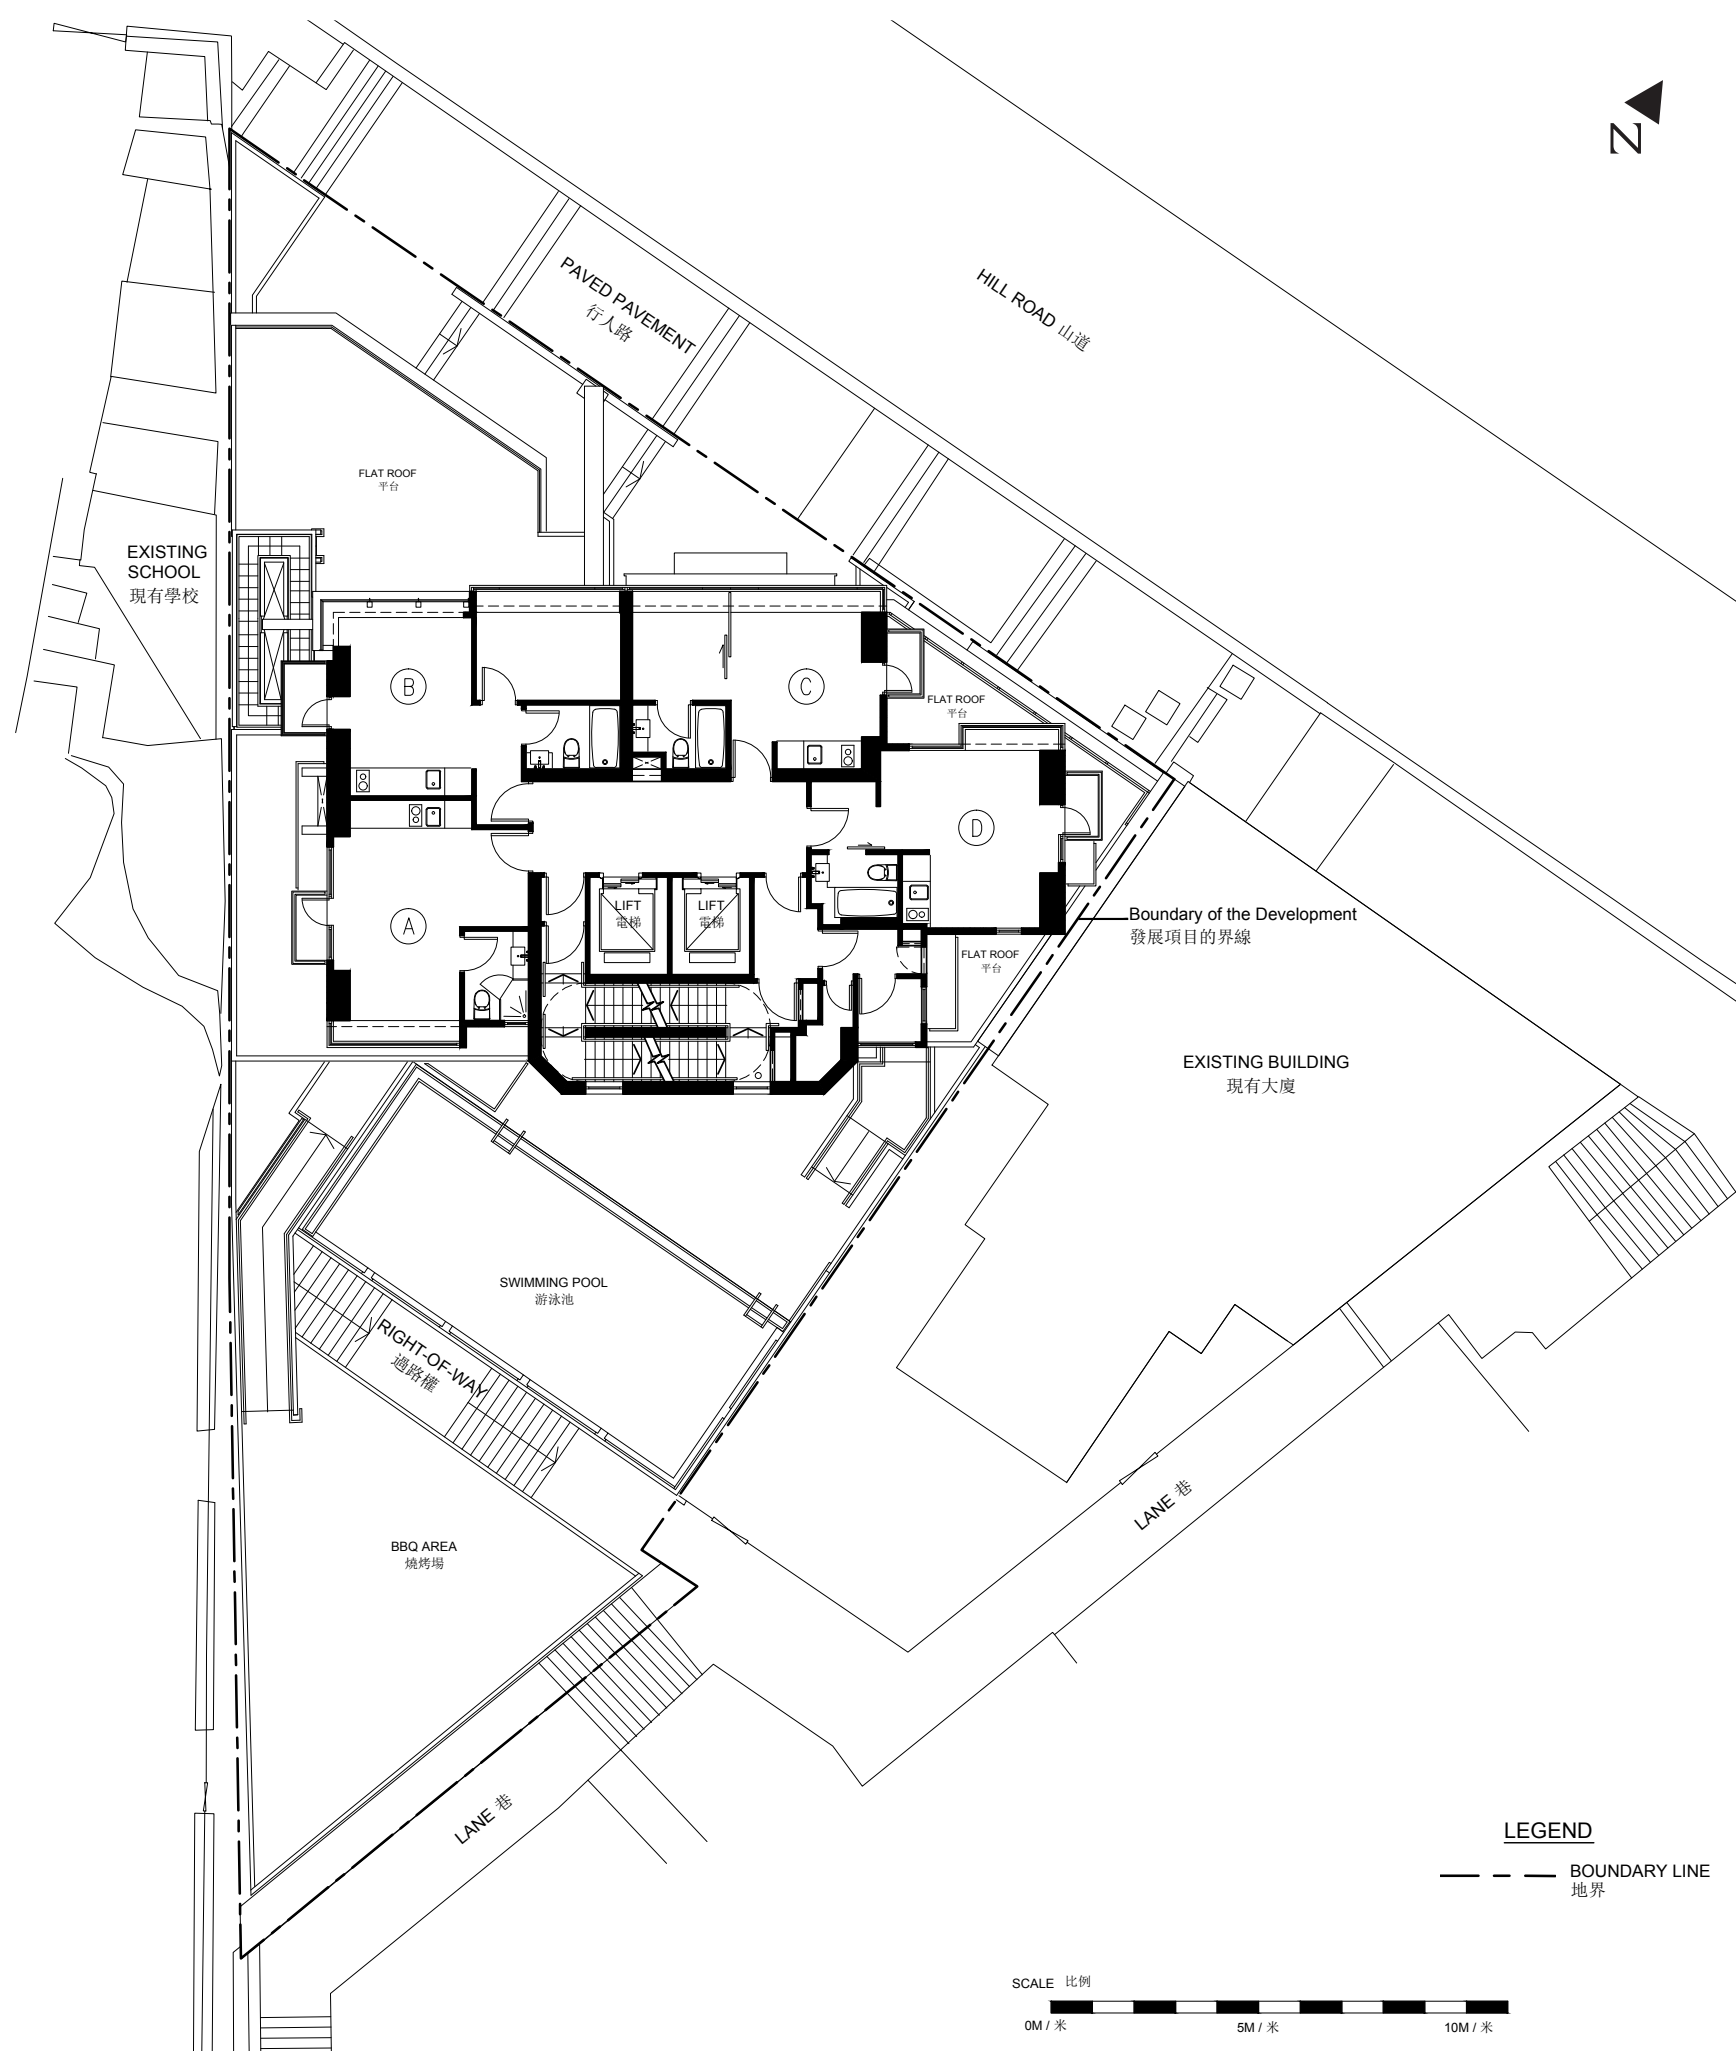 N
HILL ROAD 山道
PAVED PAVEMENT
行人路
FLAT ROOF
平台
EXISTING
SCHOOL
現有學校
B
C
FLAT ROOF
平台
D
A
LIFT
電梯
LIFT
電梯
Boundary of the Development
發展項目的界線
FLAT ROOF
平台
EXISTING BUILDING
現有大廈
SWIMMING POOL
游泳池
RIGHT-OF-WAY
過路權
LANE 巷
BBQ AREA
燒烤場
LANE 巷
LEGEND
BOUNDARY LINE
地界
SCALE 比例
0M / 米
5M / 米
10M / 米